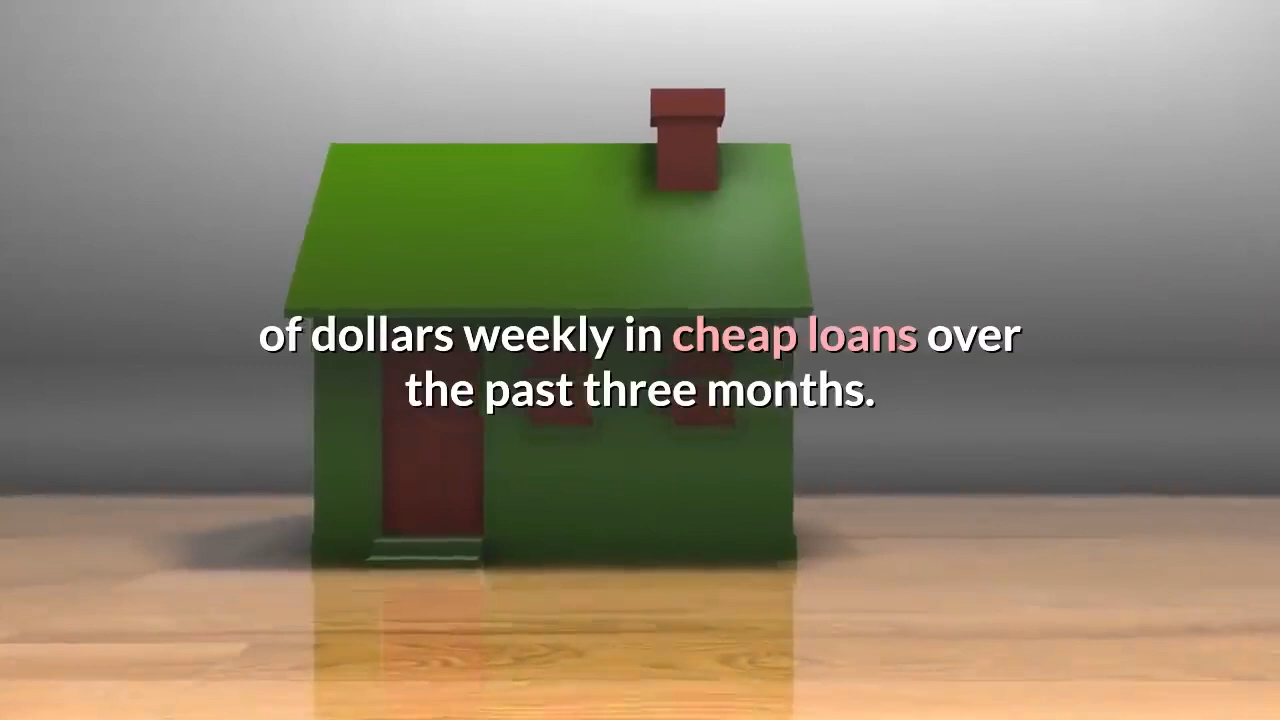 of dollars weekly in cheap loans over
the past three months.